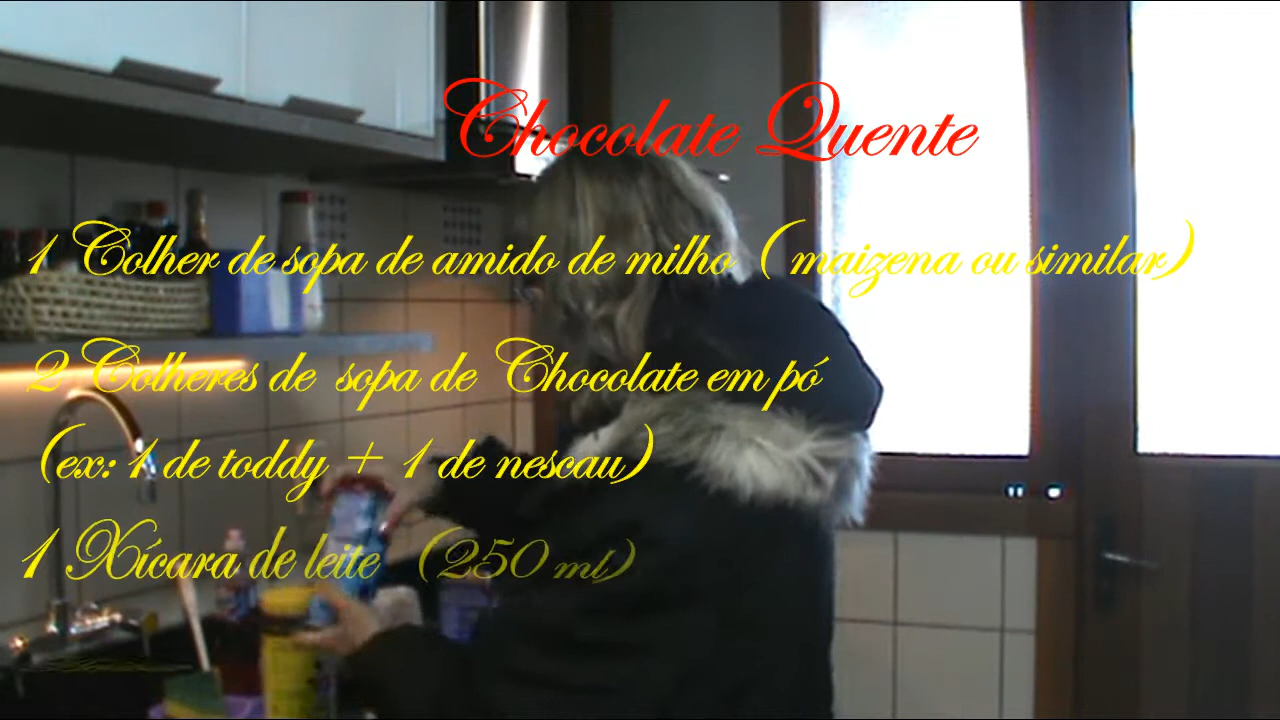 Chocolate Quente
1 Colher de sopa de amido de milho ( maizena ou similar)
2 Colheres de sopa de Chocolate em pó
(ex: 1 de toddy + 1 de nescau)
1 Xícara de leite (250 ml)